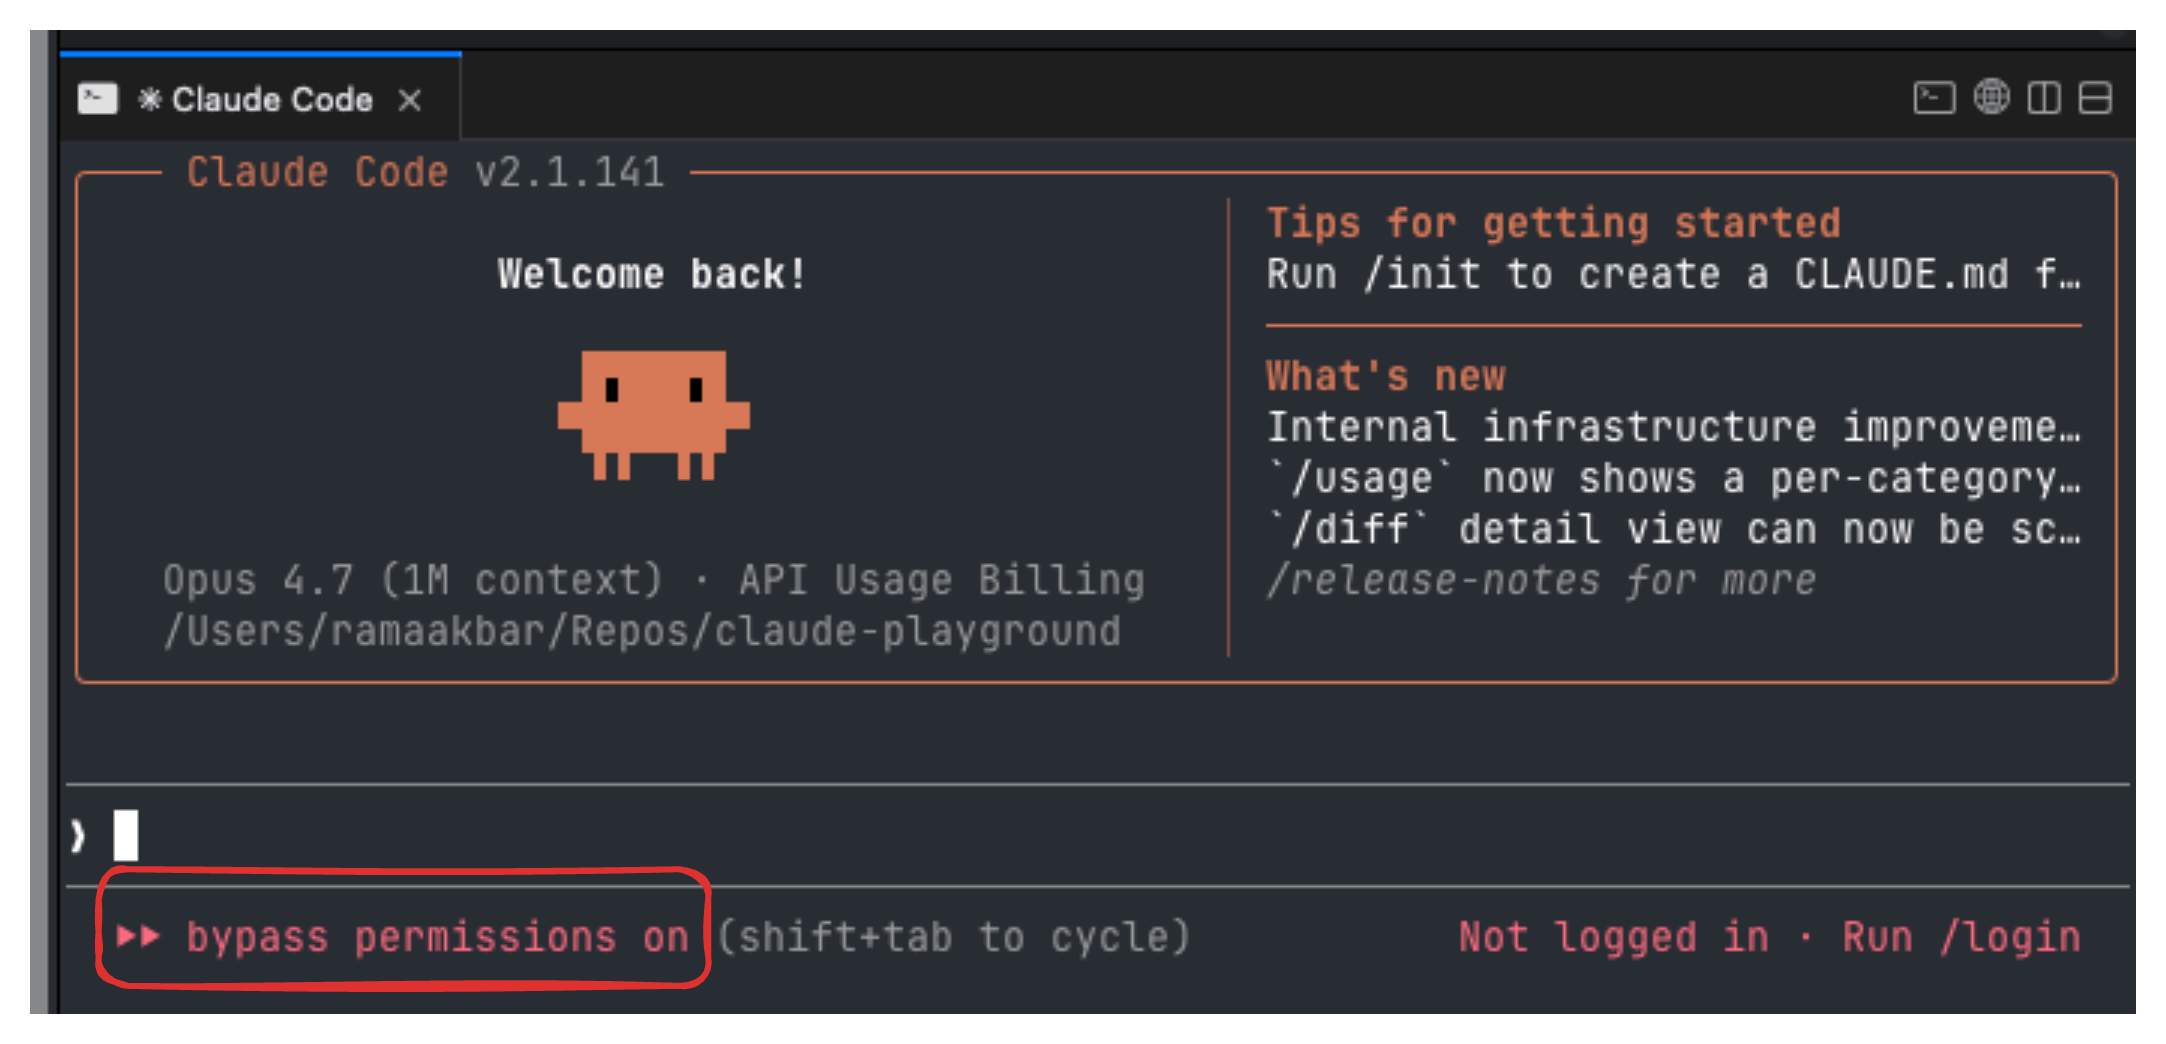 ✳ Claude Code ×
Claude Code v2.1.141
Welcome back!
Opus 4.7 (1M context) · API Usage Billing
/Users/ramaakbar/Repos/claude-playground
Tips for getting started
Run /init to create a CLAUDE.md f…
What's new
Internal infrastructure improveme…
`/usage` now shows a per-category…
`/diff` detail view can now be sc…
/release-notes for more
❯
⏵⏵ bypass permissions on (shift+tab to cycle)
Not logged in · Run /login